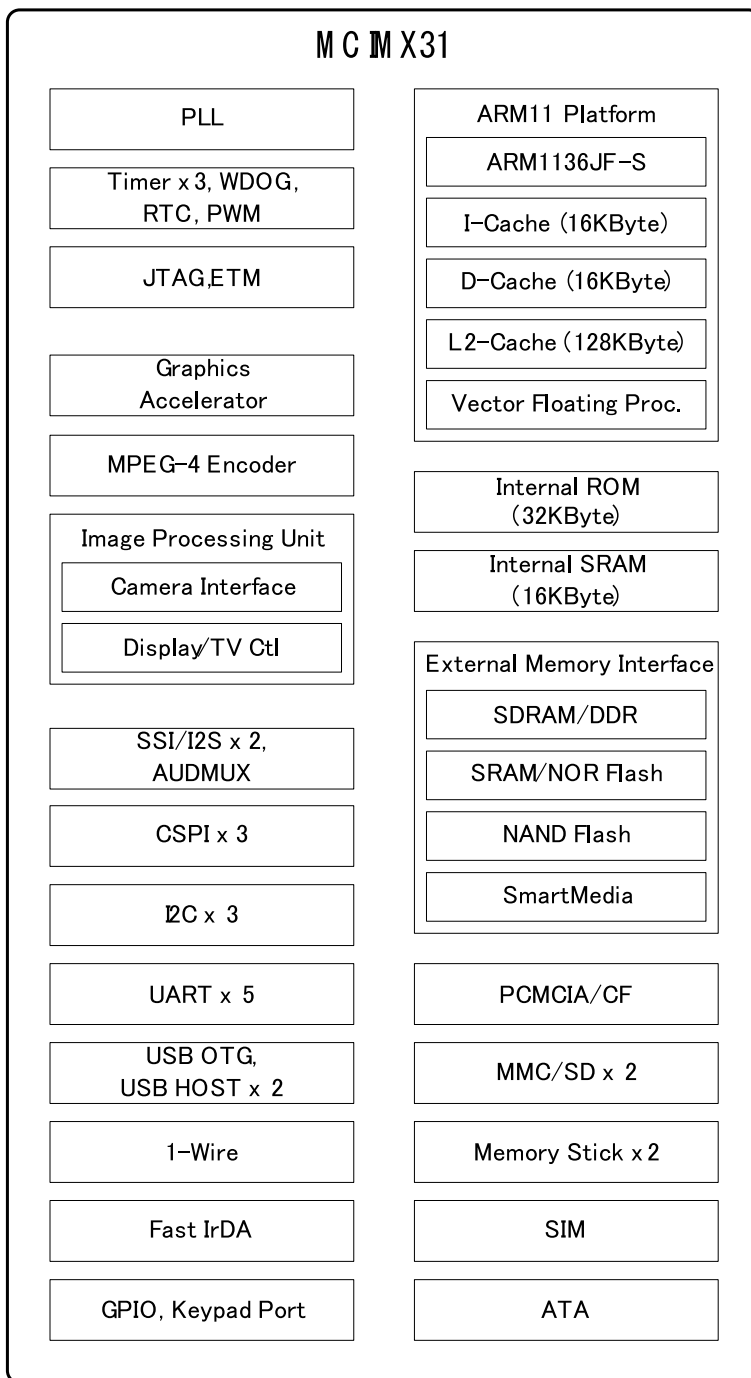 MCIMX31
PLL
Timer x 3, WDOG,
RTC, PWM
JTAG,ETM
Graphics
Accelerator
MPEG-4 Encoder
Image Processing Unit
Camera Interface
Display/TV Ctl
SSI/I2S x 2,
AUDMUX
CSPI x 3
I2C x 3
UART x 5
USB OTG,
USB HOST x 2
1-Wire
Fast IrDA
GPIO, Keypad Port
ARM11 Platform
ARM1136JF-S
I-Cache (16KByte)
D-Cache (16KByte)
L2-Cache (128KByte)
Vector Floating Proc.
Internal ROM
(32KByte)
Internal SRAM
(16KByte)
External Memory Interface
SDRAM/DDR
SRAM/NOR Flash
NAND Flash
SmartMedia
PCMCIA/CF
MMC/SD x 2
Memory Stick x 2
SIM
ATA